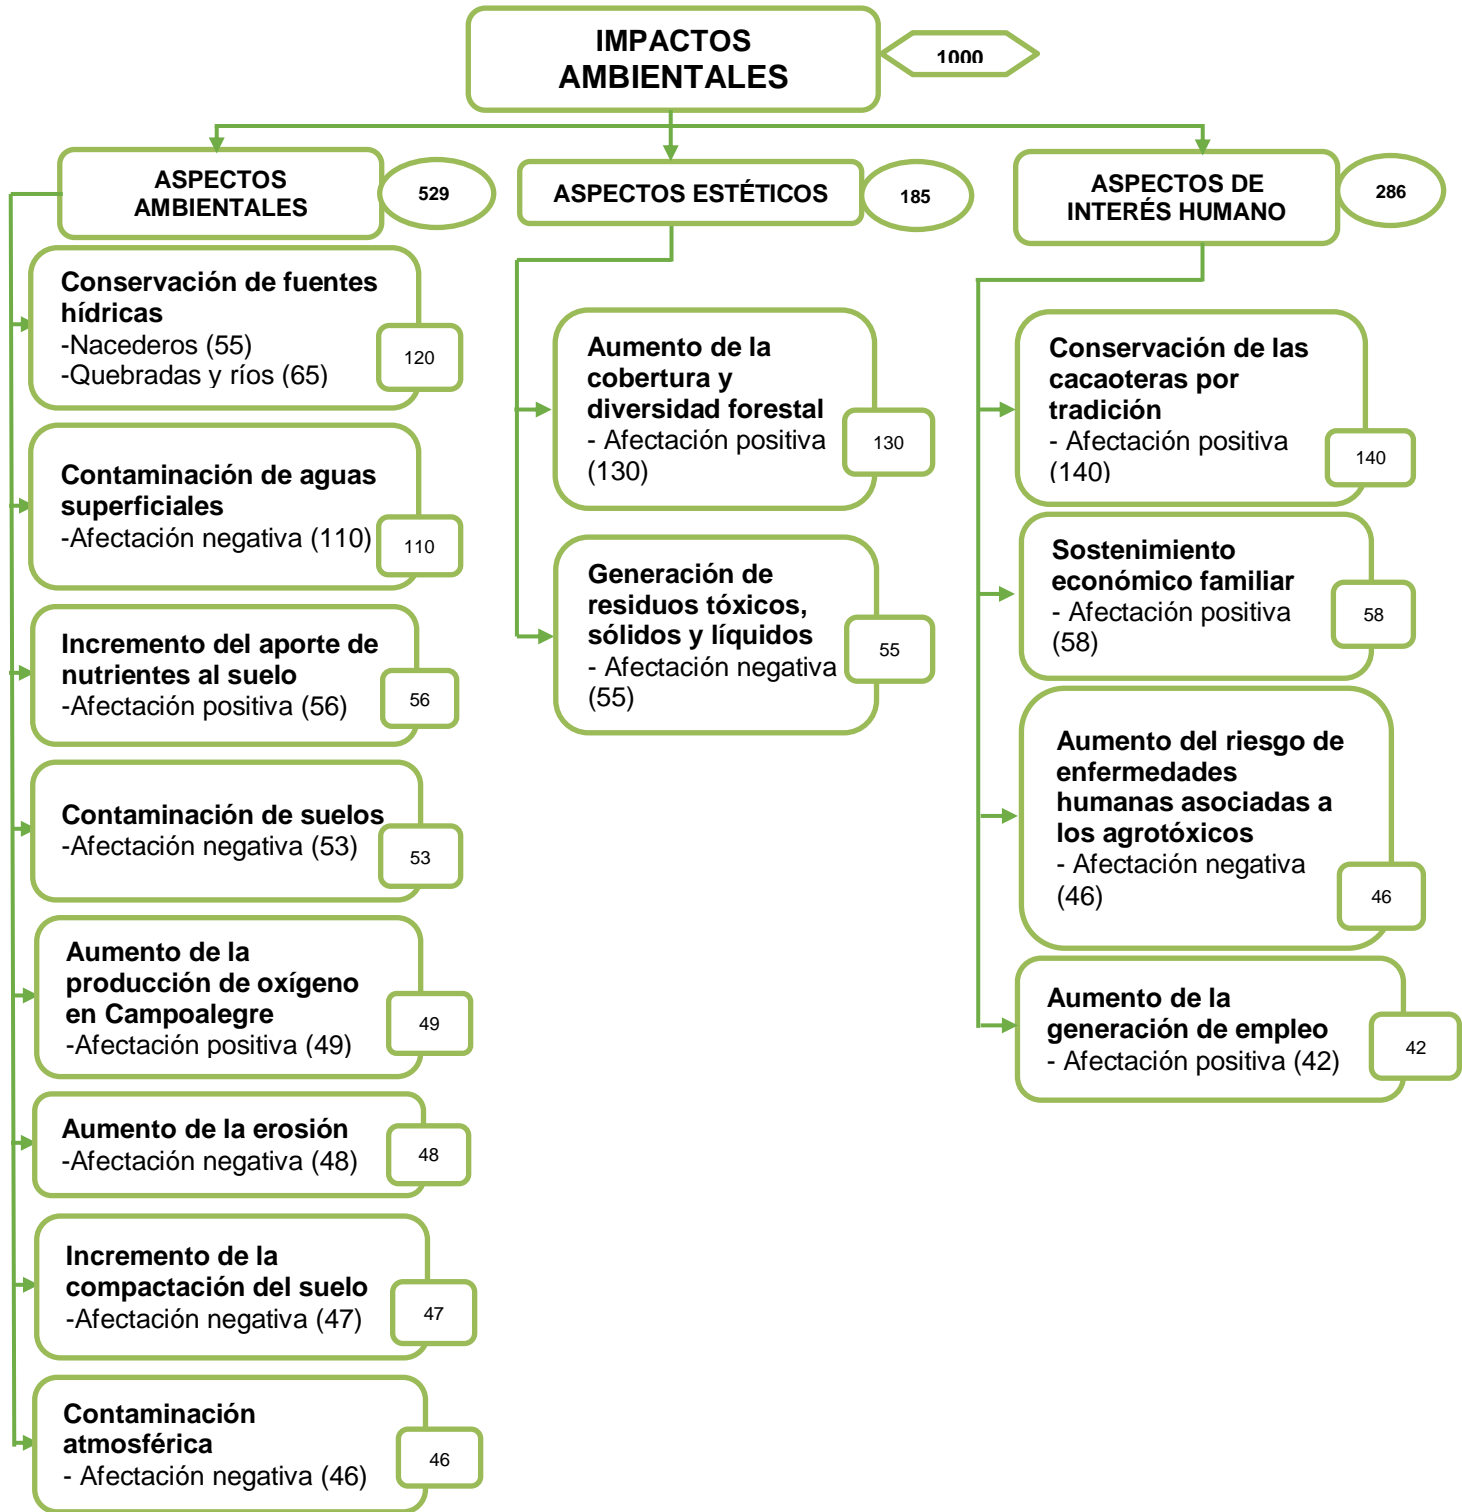 IMPACTOS
AMBIENTALES
1000
ASPECTOS
AMBIENTALES
529
Conservación de fuentes
hídricas
-Nacederos (55)
-Quebradas y ríos (65)
120
Contaminación de aguas
superficiales
-Afectación negativa (110)
110
Incremento del aporte de
nutrientes al suelo
-Afectación positiva (56)
56
Contaminación de suelos
-Afectación negativa (53)
53
Aumento de la
producción de oxígeno
en Campoalegre
-Afectación positiva (49)
49
Aumento de la erosión
-Afectación negativa (48)
48
Incremento de la
compactación del suelo
-Afectación negativa (47)
47
Contaminación
atmosférica
- Afectación negativa (46)
46
ASPECTOS ESTÉTICOS
185
Aumento de la
cobertura y
diversidad forestal
- Afectación positiva
(130)
130
Generación de
residuos tóxicos,
sólidos y líquidos
- Afectación negativa
(55)
55
ASPECTOS DE
INTERÉS HUMANO
286
Conservación de las
cacaoteras por
tradición
- Afectación positiva
(140)
140
Sostenimiento
económico familiar
- Afectación positiva
(58)
58
Aumento del riesgo de
enfermedades
humanas asociadas a
los agrotóxicos
- Afectación negativa
(46)
46
Aumento de la
generación de empleo
- Afectación positiva (42)
42